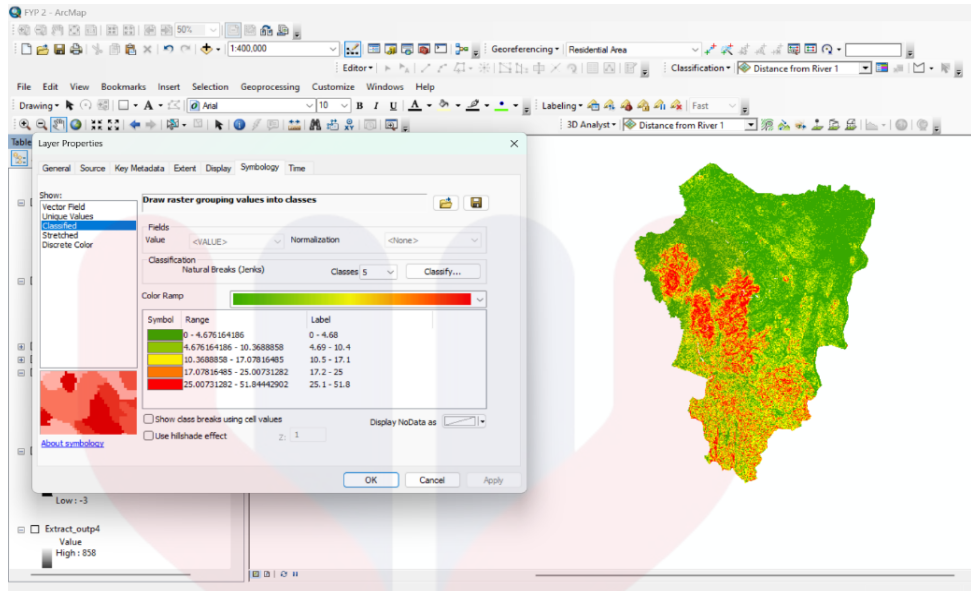 FYP 2 - ArcMap
50%
1:400,000
Georeferencing
Residential Area
Editor
Classification
Distance from River 1
File Edit View Bookmarks Insert Selection Geoprocessing Customize Windows Help
Drawing
A
Arial
10
B I U A
Labeling
Fast
3D Analyst
Distance from River 1
Table
Layer Properties
General Source Key Metadata Extent Display Symbology Time
Show:
Vector Field
Unique Values
Classified
Stretched
Discrete Color
About symbology
Draw raster grouping values into classes
Fields
Value <VALUE> Normalization <None>
Classification
Natural Breaks (Jenks) Classes 5 Classify...
Color Ramp
Symbol Range Label
0 - 4.676164186 0 - 4.68
4.676164186 - 10.3688858 4.69 - 10.4
10.3688858 - 17.07816485 10.5 - 17.1
17.07816485 - 25.00731282 17.2 - 25
25.00731282 - 51.84442902 25.1 - 51.8
Show class breaks using cell values
Display NoData as
Use hillshade effect Z: 1
OK Cancel Apply
Low : -3
Extract_outp4
Value
High : 858